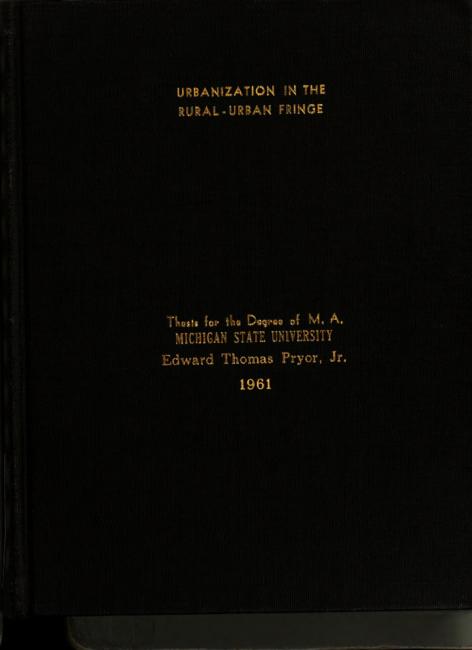 URBANIZATION IN THE
RURAL-URBAN FRINGE
Thesis for the Degree of M. A.
MICHIGAN STATE UNIVERSITY
Edward Thomas Pryor, Jr.
1961